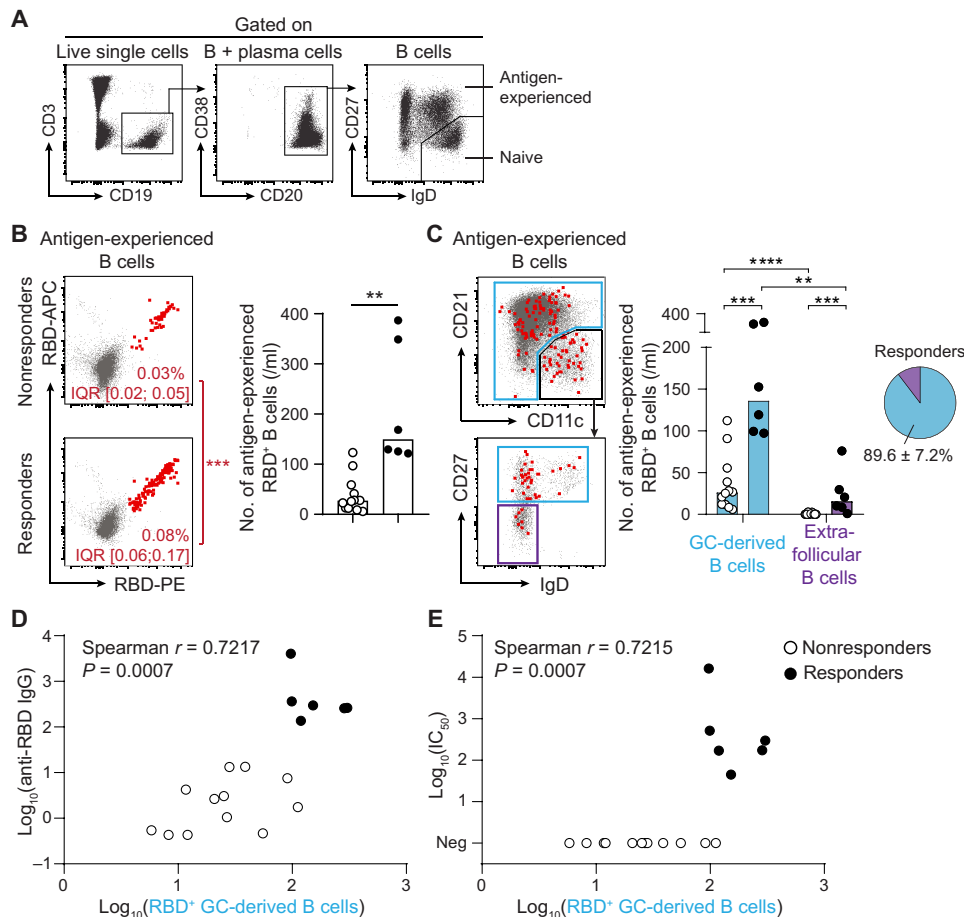 A
Gated on
Live single cells
B + plasma cells
B cells
CD3
CD19
CD38
CD20
CD27
IgD
Antigen-
experienced
Naive
B
Antigen-experienced
B cells
Nonresponders
RBD-APC
0.03%
IQR [0.02; 0.05]
***
Responders
0.08%
IQR [0.06;0.17]
RBD-PE
No. of antigen-epxerienced
RBD+ B cells (/ml)
400
300
200
100
0
**
C
Antigen-experienced
B cells
CD21
CD11c
CD27
IgD
No. of antigen-epxerienced
RBD+ B cells (/ml)
400
200
150
100
50
0
****
**
***
***
GC-derived
B cells
Extra-
follicular
B cells
Responders
89.6 ± 7.2%
D
Spearman r = 0.7217
P = 0.0007
Log10(anti-RBD IgG)
4
3
2
1
0
–1
0
1
2
3
Log10(RBD+ GC-derived B cells)
E
Spearman r = 0.7215
P = 0.0007
Log10(IC50)
5
4
3
2
1
Neg
0
1
2
3
Log10(RBD+ GC-derived B cells)
Nonresponders
Responders